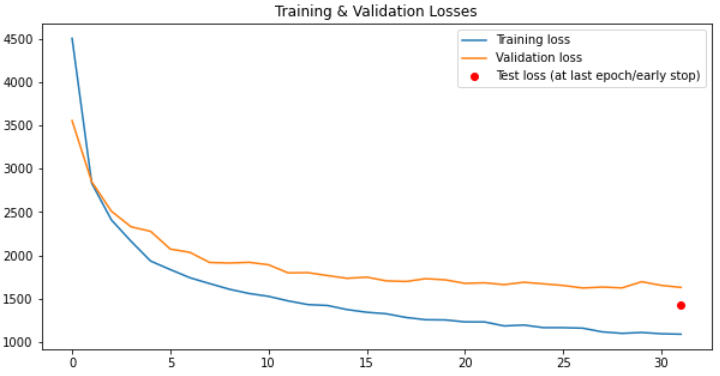 Training & Validation Losses
Training loss
Validation loss
Test loss (at last epoch/early stop)
4500
4000
3500
3000
2500
2000
1500
1000
0 5 10 15 20 25 30